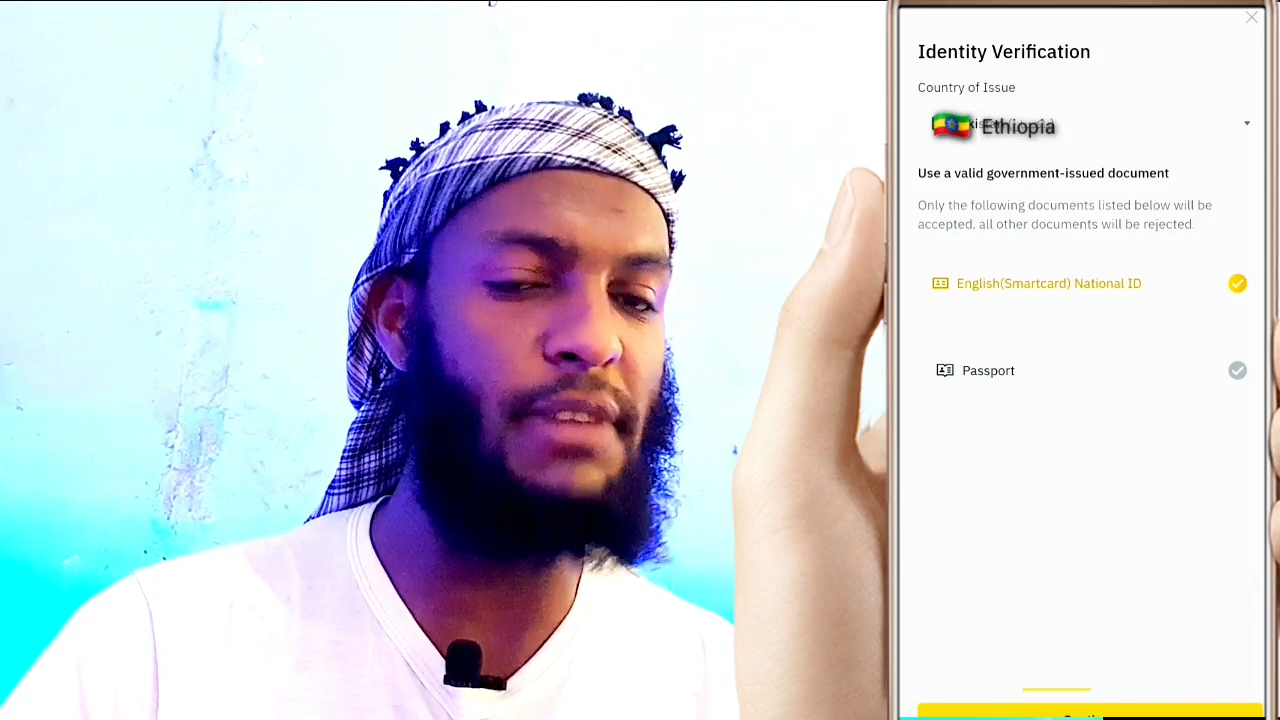 Identity Verification
Country of Issue
Ethiopia
Use a valid government-issued document
Only the following documents listed below will be
accepted, all other documents will be rejected.
English(Smartcard) National ID
Passport